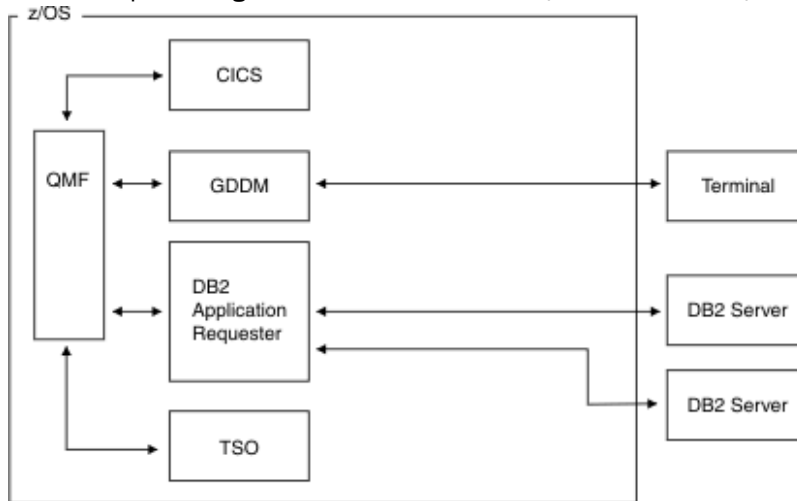 z/OS
CICS
QMF
GDDM
Terminal
DB2
Application
Requester
DB2 Server
DB2 Server
TSO